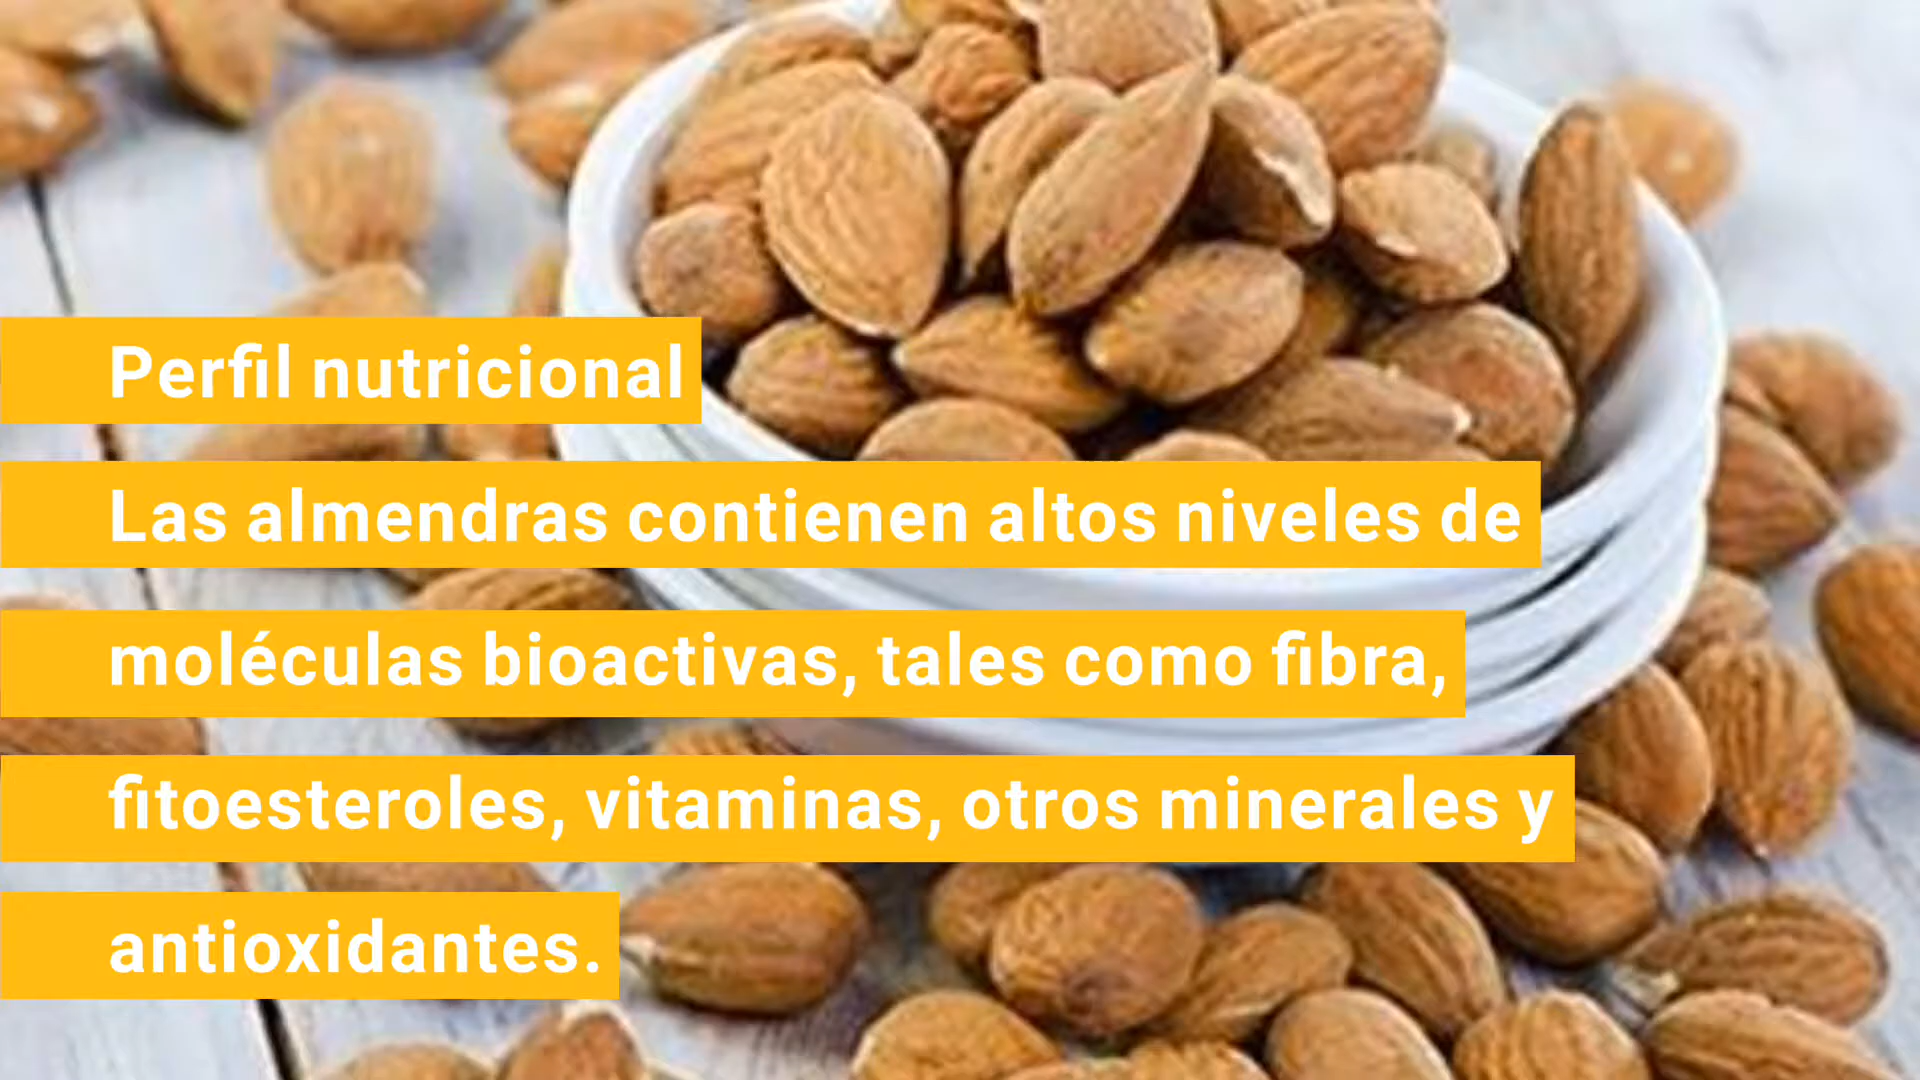 Perfil nutricional
Las almendras contienen altos niveles de
moléculas bioactivas, tales como fibra,
fitoesteroles, vitaminas, otros minerales y
antioxidantes.